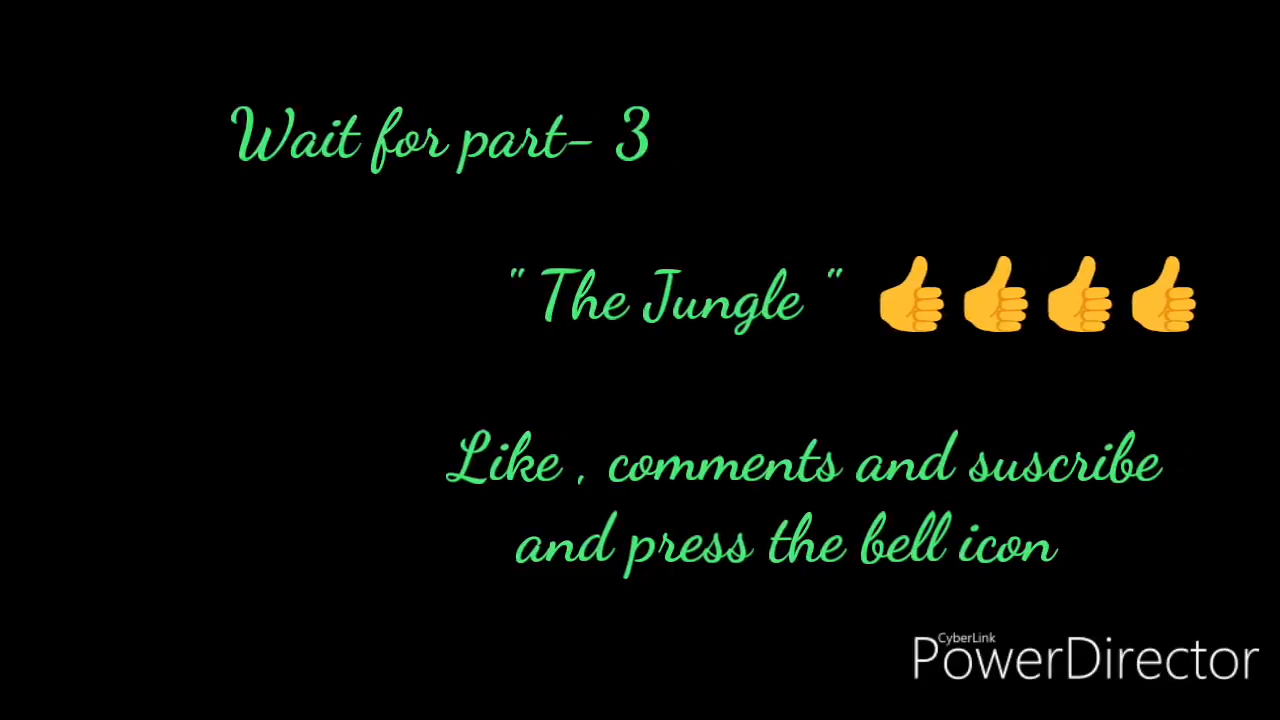 Wait for part- 3
" The Jungle " 👍👍👍👍
Like , comments and suscribe
and press the bell icon
CyberLink
PowerDirector